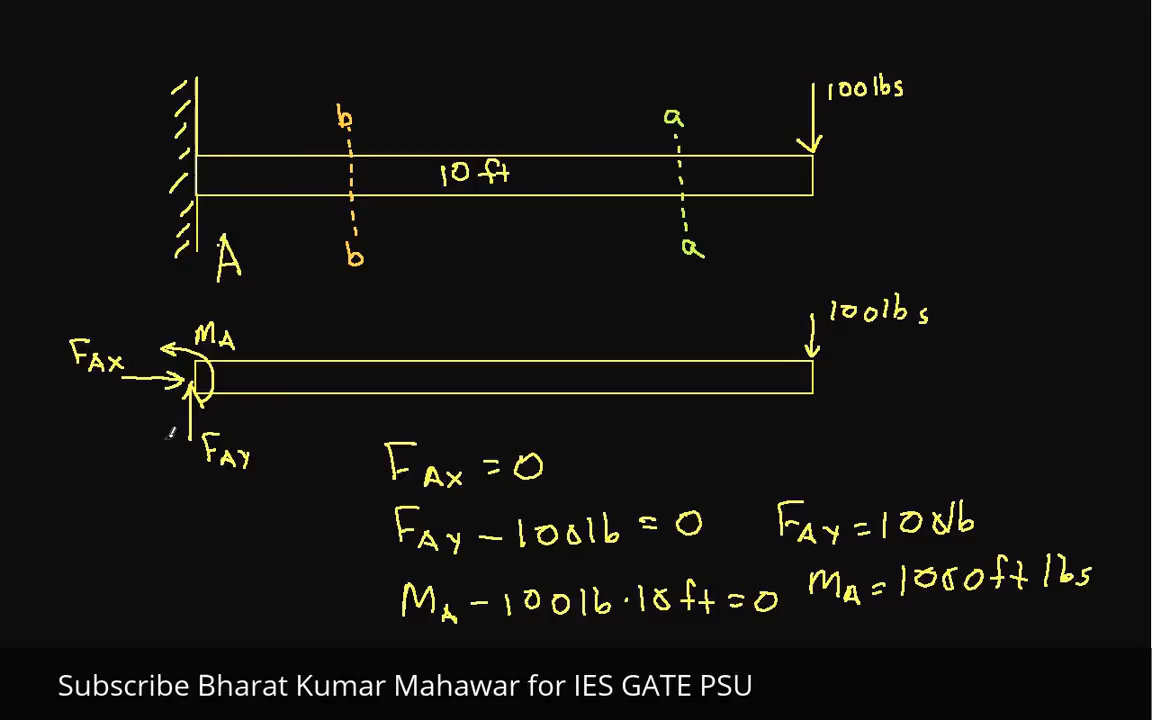 100lbs
b
a
10 ft
b
a
A
100lbs
MA
FAX
FAY
FAX = 0
FAY - 100lb = 0 FAY = 100lb
MA - 100lb · 10ft = 0 MA = 1000ft lbs
Subscribe Bharat Kumar Mahawar for IES GATE PSU